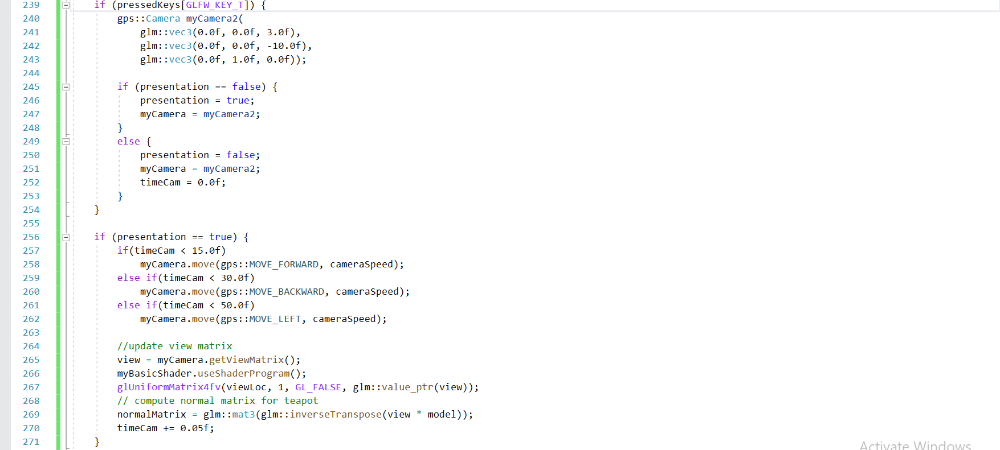 239 if (pressedKeys[GLFW_KEY_T]) {
240 gps::Camera myCamera2(
241 glm::vec3(0.0f, 0.0f, 3.0f),
242 glm::vec3(0.0f, 0.0f, -10.0f),
243 glm::vec3(0.0f, 1.0f, 0.0f));
244
245 if (presentation == false) {
246 presentation = true;
247 myCamera = myCamera2;
248 }
249 else {
250 presentation = false;
251 myCamera = myCamera2;
252 timeCam = 0.0f;
253 }
254 }
255
256 if (presentation == true) {
257 if(timeCam < 15.0f)
258 myCamera.move(gps::MOVE_FORWARD, cameraSpeed);
259 else if(timeCam < 30.0f)
260 myCamera.move(gps::MOVE_BACKWARD, cameraSpeed);
261 else if(timeCam < 50.0f)
262 myCamera.move(gps::MOVE_LEFT, cameraSpeed);
263
264 //update view matrix
265 view = myCamera.getViewMatrix();
266 myBasicShader.useShaderProgram();
267 glUniformMatrix4fv(viewLoc, 1, GL_FALSE, glm::value_ptr(view));
268 // compute normal matrix for teapot
269 normalMatrix = glm::mat3(glm::inverseTranspose(view * model));
270 timeCam += 0.05f;
271 }
Activate Windows